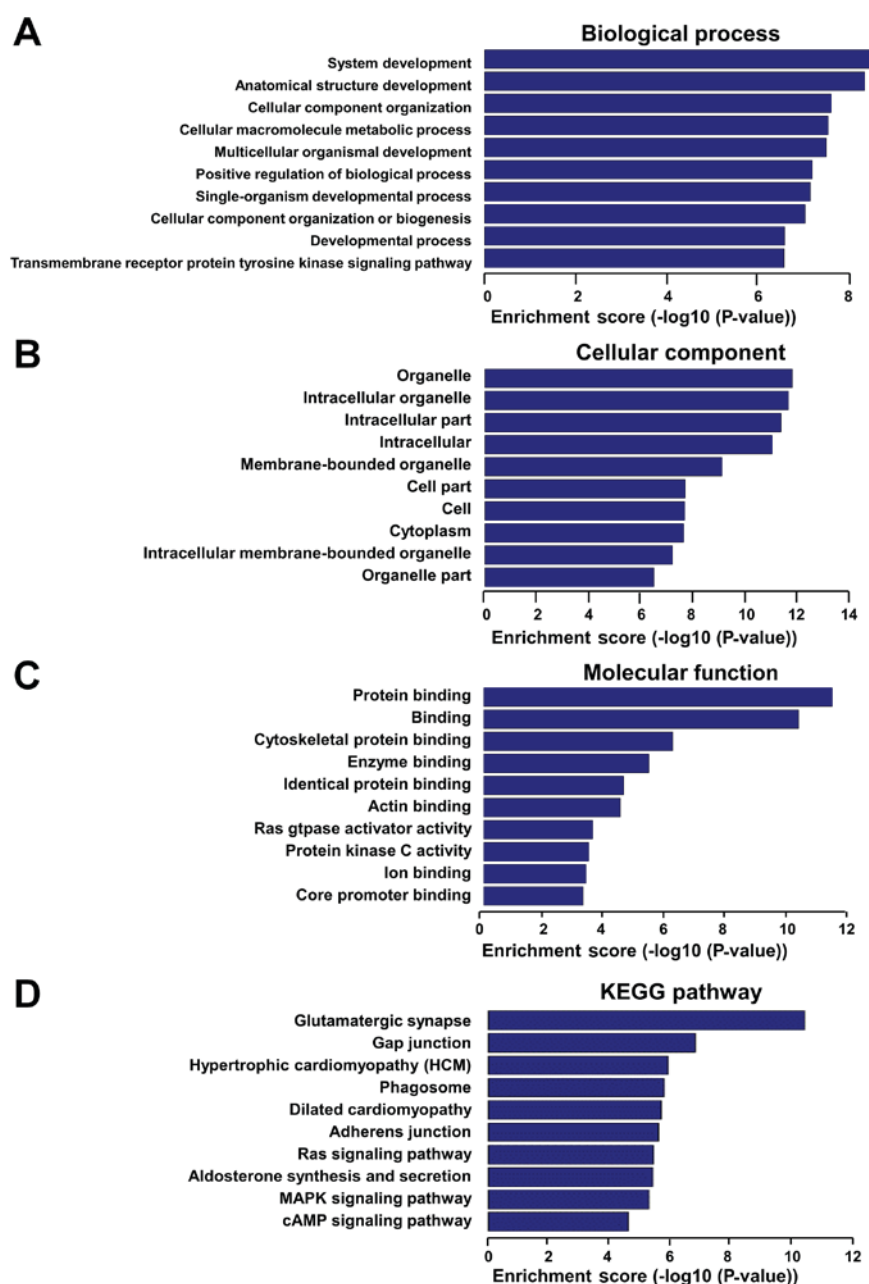 A
Biological process
System development
Anatomical structure development
Cellular component organization
Cellular macromolecule metabolic process
Multicellular organismal development
Positive regulation of biological process
Single-organism developmental process
Cellular component organization or biogenesis
Developmental process
Transmembrane receptor protein tyrosine kinase signaling pathway
0 2 4 6 8
Enrichment score (-log10 (P-value))
B
Cellular component
Organelle
Intracellular organelle
Intracellular part
Intracellular
Membrane-bounded organelle
Cell part
Cell
Cytoplasm
Intracellular membrane-bounded organelle
Organelle part
0 2 4 6 8 10 12 14
Enrichment score (-log10 (P-value))
C
Molecular function
Protein binding
Binding
Cytoskeletal protein binding
Enzyme binding
Identical protein binding
Actin binding
Ras gtpase activator activity
Protein kinase C activity
Ion binding
Core promoter binding
0 2 4 6 8 10 12
Enrichment score (-log10 (P-value))
D
KEGG pathway
Glutamatergic synapse
Gap junction
Hypertrophic cardiomyopathy (HCM)
Phagosome
Dilated cardiomyopathy
Adherens junction
Ras signaling pathway
Aldosterone synthesis and secretion
MAPK signaling pathway
cAMP signaling pathway
0 2 4 6 8 10 12
Enrichment score (-log10 (P-value))